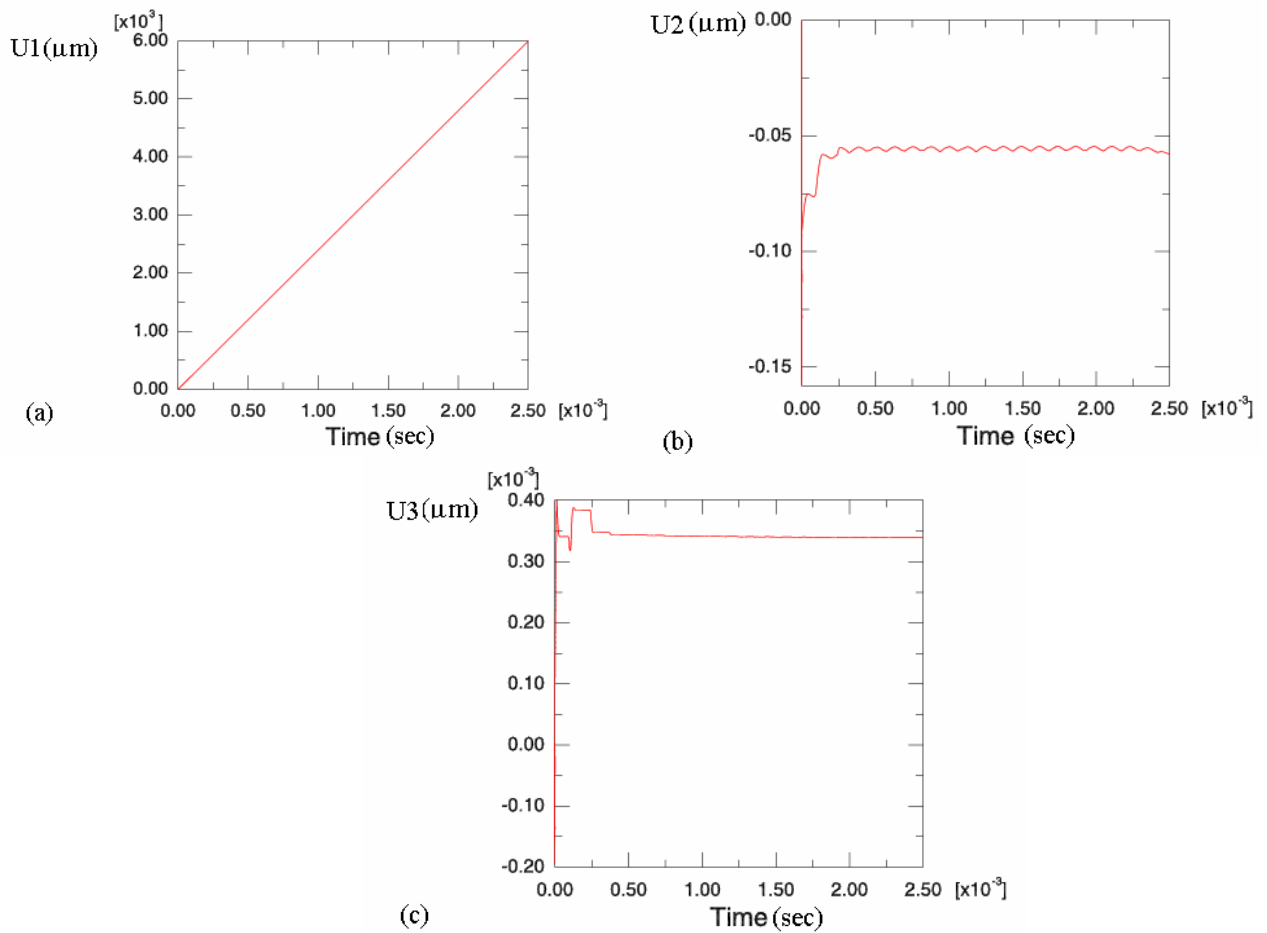 [x10³]
U1(µm)
6.00
5.00
4.00
3.00
2.00
1.00
0.00
0.00 0.50 1.00 1.50 2.00 2.50 [x10⁻³]
Time (sec)
(a)
U2(µm)
0.00
-0.05
-0.10
-0.15
0.00 0.50 1.00 1.50 2.00 2.50 [x10⁻³]
Time (sec)
(b)
[x10⁻³]
U3(µm)
0.40
0.30
0.20
0.10
0.00
-0.10
-0.20
0.00 0.50 1.00 1.50 2.00 2.50 [x10⁻³]
Time (sec)
(c)